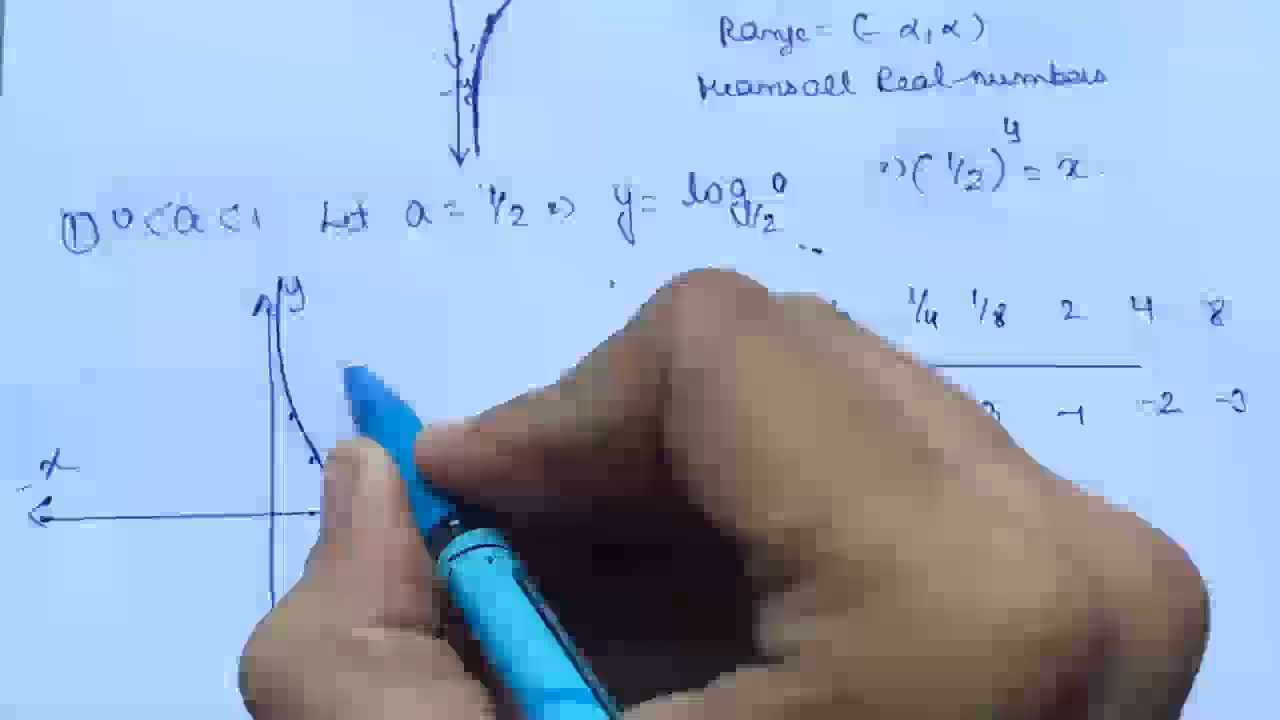 Range = (- α, α)
Means all Real numbers
-y
⇒ (1/2)^y = x
① 0 < a < 1 Let a = 1/2 ⇒ y = log_{1/2} a
y
1/4 1/8 2 4 8
3 -1 -2 -3
-x